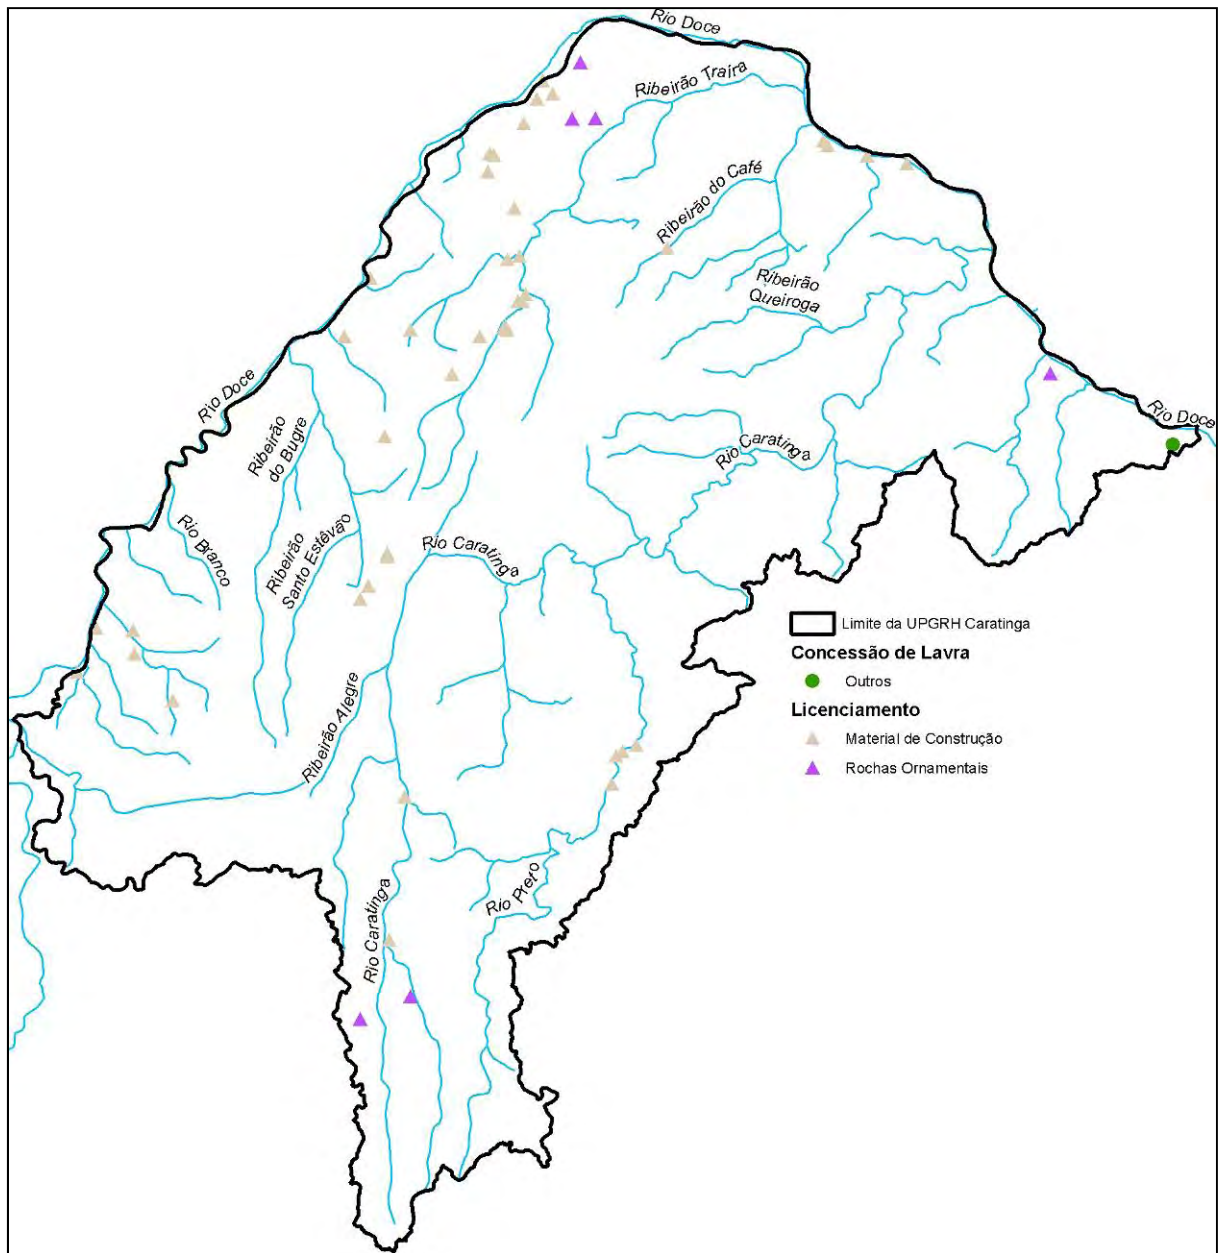 Rio Doce
Ribeirão Traíra
Ribeirão do Café
Ribeirão
Queiroga
Rio Doce
Rio Doce
Ribeirão
do Bugre
Rio Caratinga
Rio Branco
Ribeirão
Santo Estêvão
Rio Caratinga
Limite da UPGRH Caratinga
Concessão de Lavra
Outros
Licenciamento
Material de Construção
Rochas Ornamentais
Ribeirão Alegre
Rio Caratinga
Rio Preto